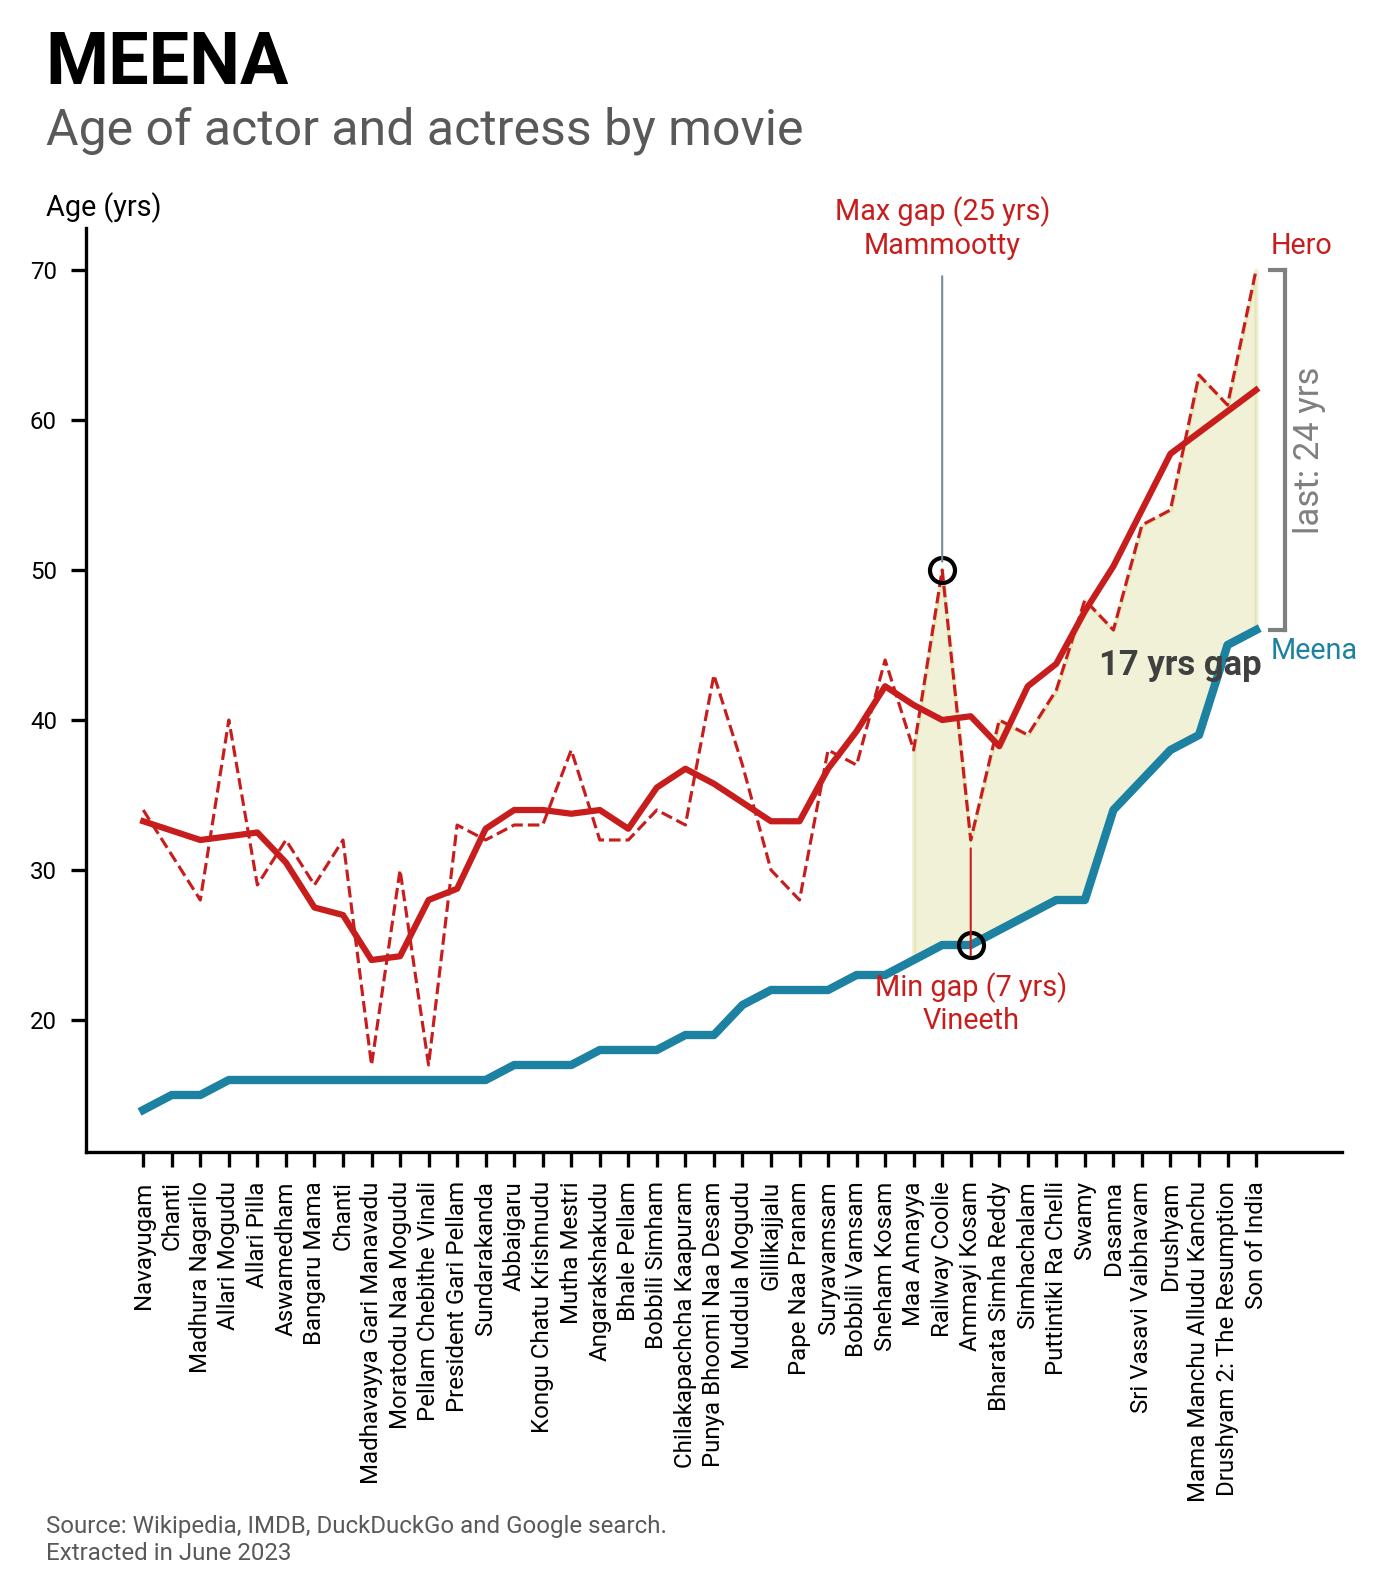 MEENA
Age of actor and actress by movie
Age (yrs)
Max gap (25 yrs)
Mammootty
Hero
70
60
50
40
30
20
last: 24 yrs
Meena
17 yrs gap
Min gap (7 yrs)
Vineeth
Navayugam
Chanti
Madhura Nagarilo
Allari Mogudu
Allari Pilla
Aswamedham
Bangaru Mama
Chanti
Madhavayya Gari Manavadu
Moratodu Naa Mogudu
Pellam Chebithe Vinali
President Gari Pellam
Sundarakanda
Abbaigaru
Kongu Chatu Krishnudu
Mutha Mestri
Angarakshakudu
Bhale Pellam
Bobbili Simham
Chilakapachcha Kaapuram
Punya Bhoomi Naa Desam
Muddula Mogudu
Gillikajjalu
Pape Naa Pranam
Suryavamsam
Bobbili Vamsam
Sneham Kosam
Maa Annayya
Railway Coolie
Ammayi Kosam
Bharata Simha Reddy
Simhachalam
Puttintiki Ra Chelli
Swamy
Dasanna
Sri Vasavi Vaibhavam
Drushyam
Mama Manchu Alludu Kanchu
Drushyam 2: The Resumption
Son of India
Source: Wikipedia, IMDB, DuckDuckGo and Google search.
Extracted in June 2023